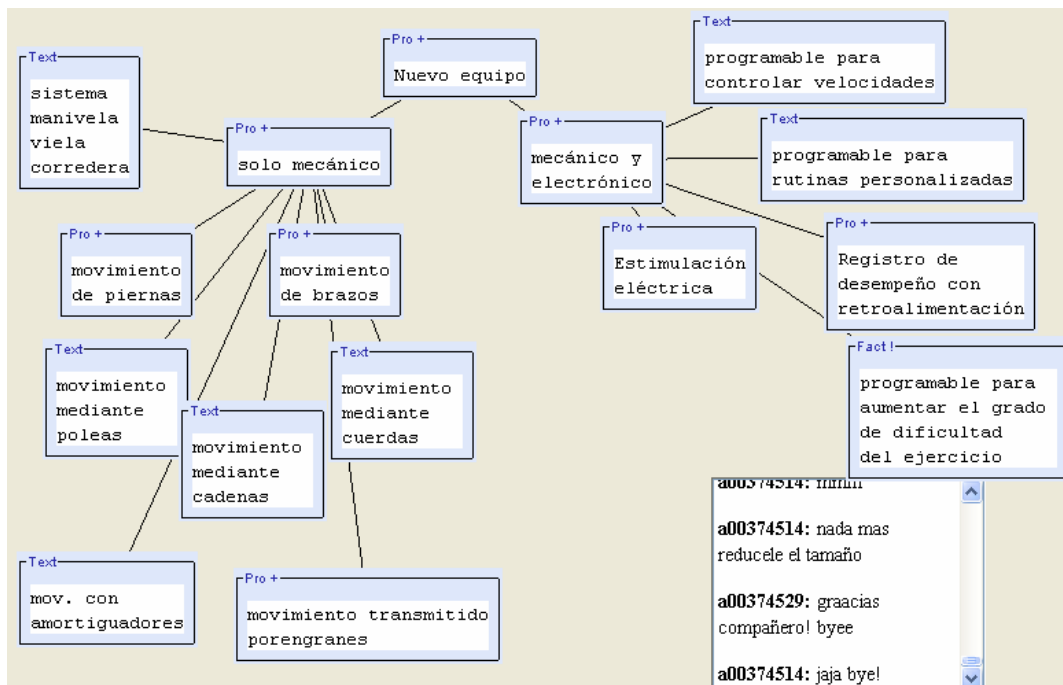 Text
sistema
manivela
viela
corredera
Pro +
Nuevo equipo
Text
programable para
controlar velocidades
Pro +
solo mecánico
Pro +
mecánico y
electrónico
Text
programable para
rutinas personalizadas
Pro +
movimiento
de piernas
Pro +
movimiento
de brazos
Pro +
Estimulación
eléctrica
Pro +
Registro de
desempeño con
retroalimentación
Text
movimiento
mediante
poleas
Text
movimiento
mediante
cadenas
Text
movimiento
mediante
cuerdas
Fact !
programable para
aumentar el grado
de dificultad
del ejercicio
Text
mov. con
amortiguadores
Pro +
movimiento transmitido
porengranes
a00374514: mmm
a00374514: nada mas
reducele el tamaño
a00374529: graacias
compañero! byee
a00374514: jaja bye!